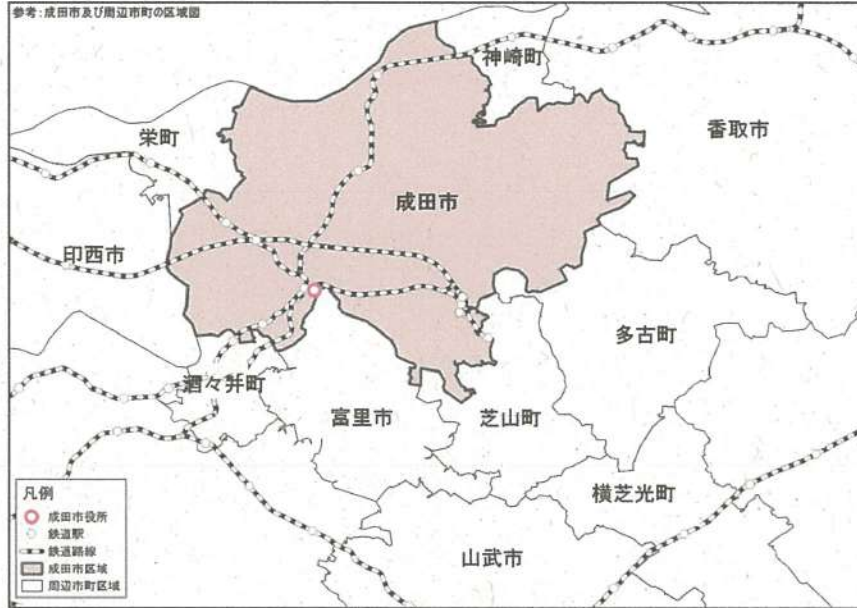 参考:成田市及び周辺市町の区域図
神崎町
香取市
栄町
成田市
印西市
多古町
酒々井町
富里市
芝山町
横芝光町
山武市
凡例
成田市役所
鉄道駅
鉄道路線
成田市区域
周辺市町区域